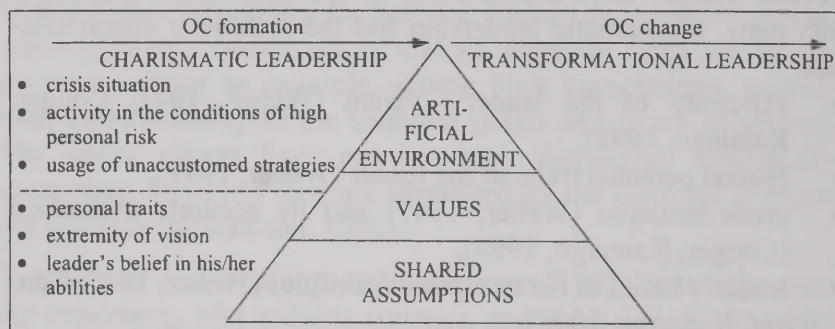 OC formation
OC change
CHARISMATIC LEADERSHIP
TRANSFORMATIONAL LEADERSHIP
• crisis situation
• activity in the conditions of high
personal risk
• usage of unaccustomed strategies
• personal traits
• extremity of vision
• leader's belief in his/her
abilities
ARTI-
FICIAL
ENVIRONMENT
VALUES
SHARED
ASSUMPTIONS